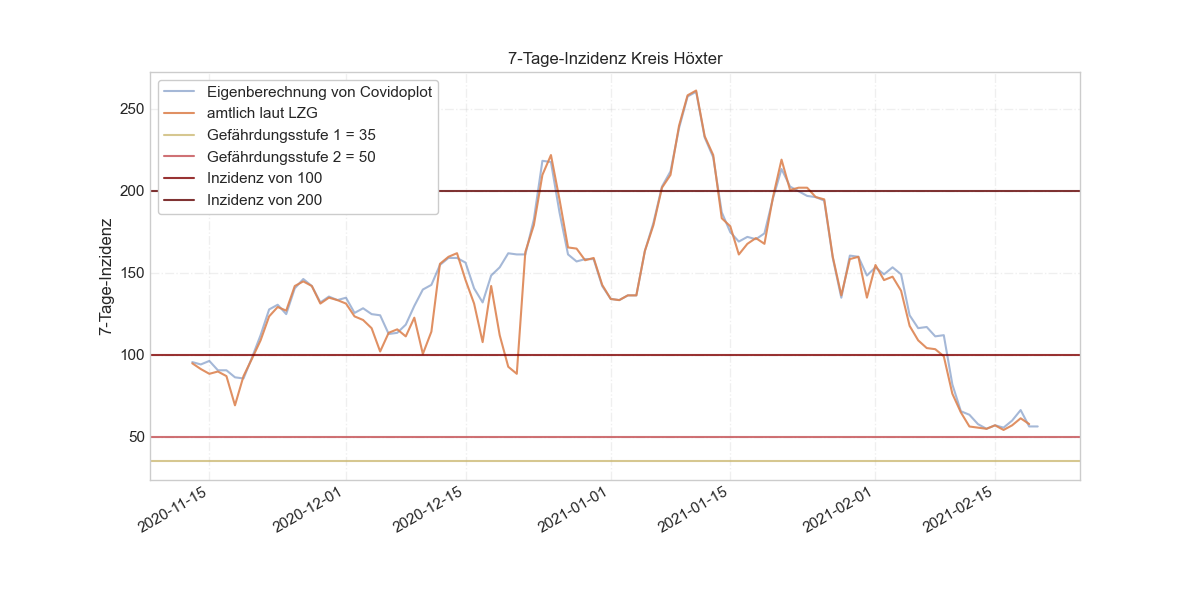 7-Tage-Inzidenz Kreis Höxter
Eigenberechnung von Covidoplot
amtlich laut LZG
Gefährdungsstufe 1 = 35
Gefährdungsstufe 2 = 50
Inzidenz von 100
Inzidenz von 200
7-Tage-Inzidenz
250
200
150
100
50
2020-11-15
2020-12-01
2020-12-15
2021-01-01
2021-01-15
2021-02-01
2021-02-15